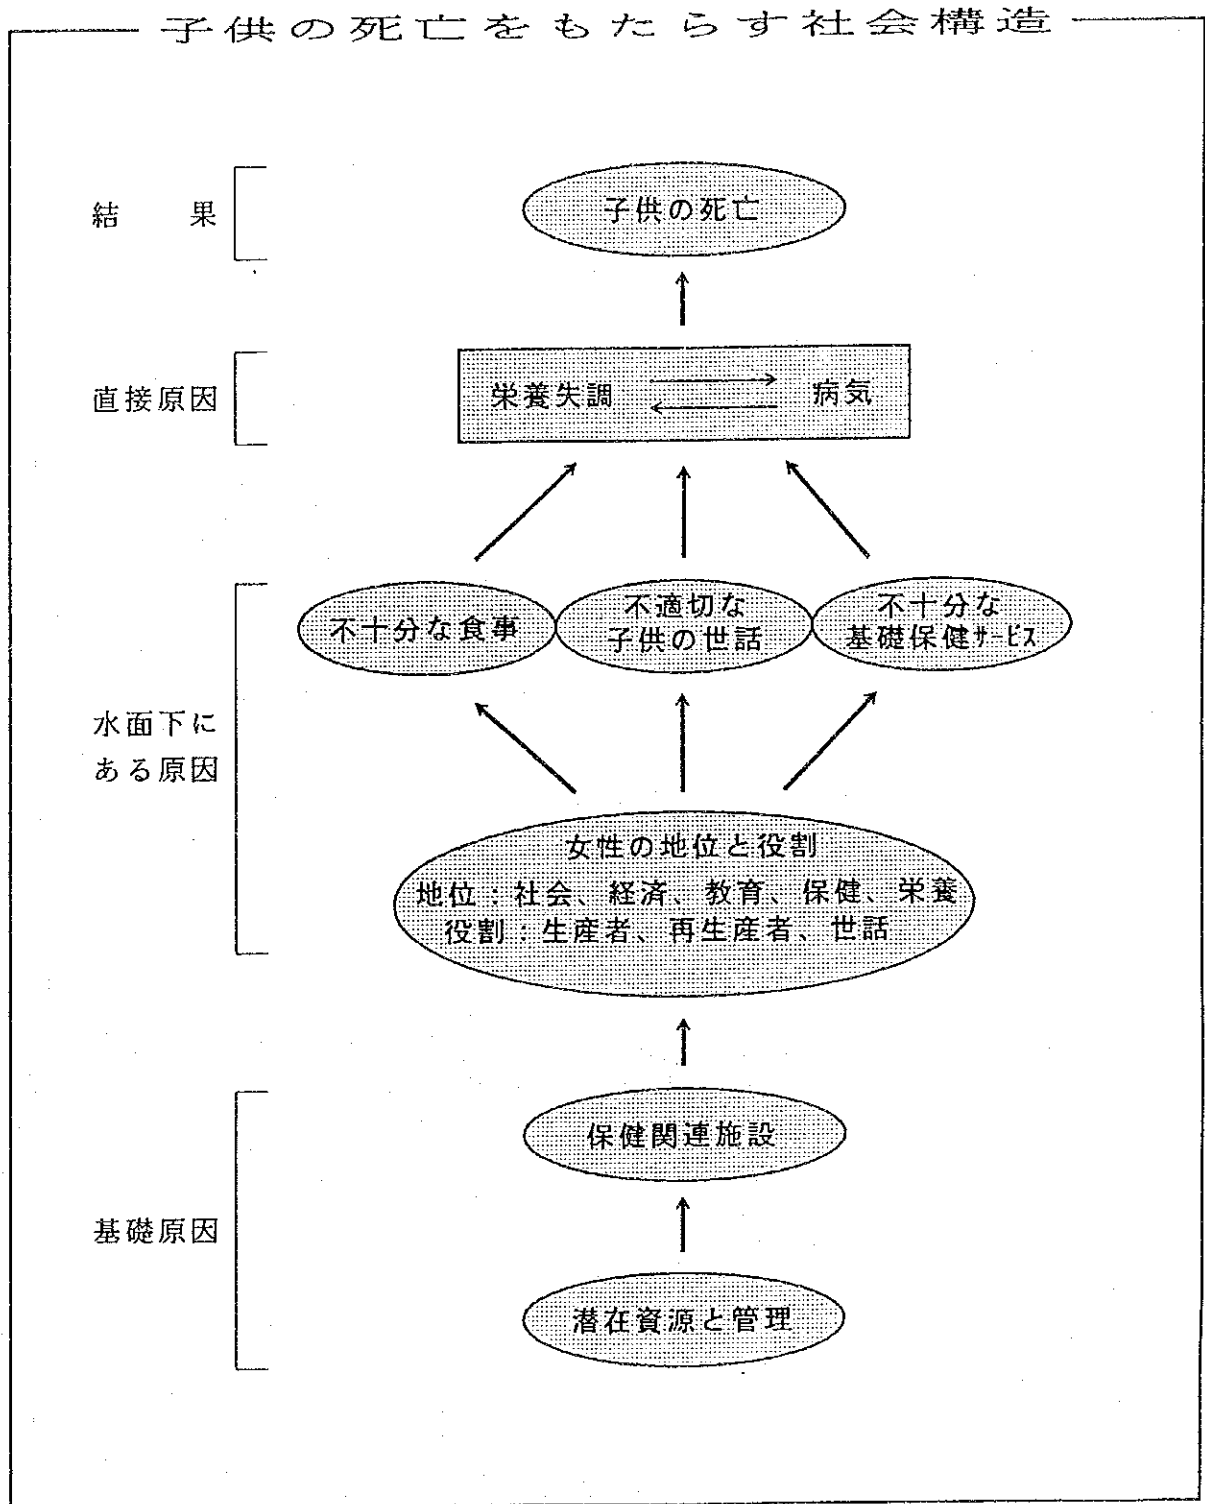 子供の死亡をもたらす社会構造
結果
子供の死亡
直接原因
栄養失調
病気
不十分な食事
不適切な
子供の世話
不十分な
基礎保健ｻｰﾋﾞｽ
水面下に
ある原因
女性の地位と役割
地位：社会、経済、教育、保健、栄養
役割：生産者、再生産者、世話
保健関連施設
基礎原因
潜在資源と管理